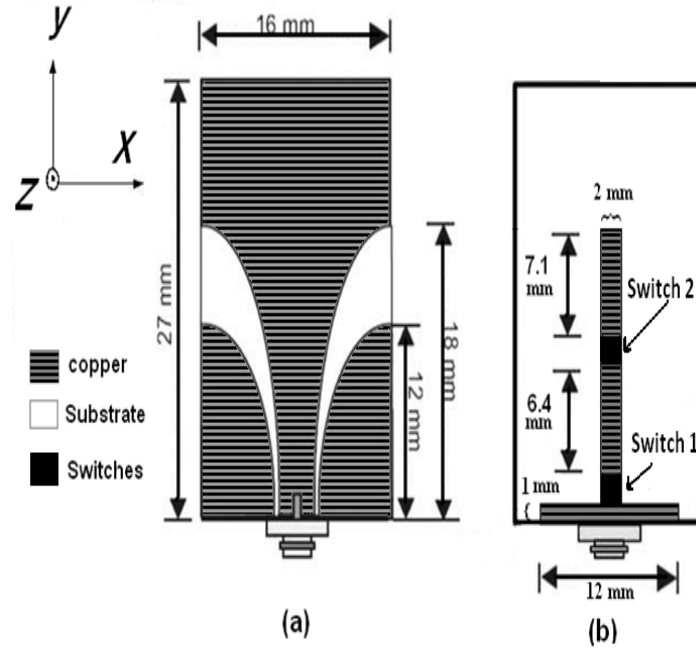 y
16 mm
X
Z
2 mm
7.1
mm
Switch 2
27 mm
18 mm
12 mm
copper
Substrate
Switches
6.4
mm
Switch 1
1 mm
12 mm
(a)
(b)